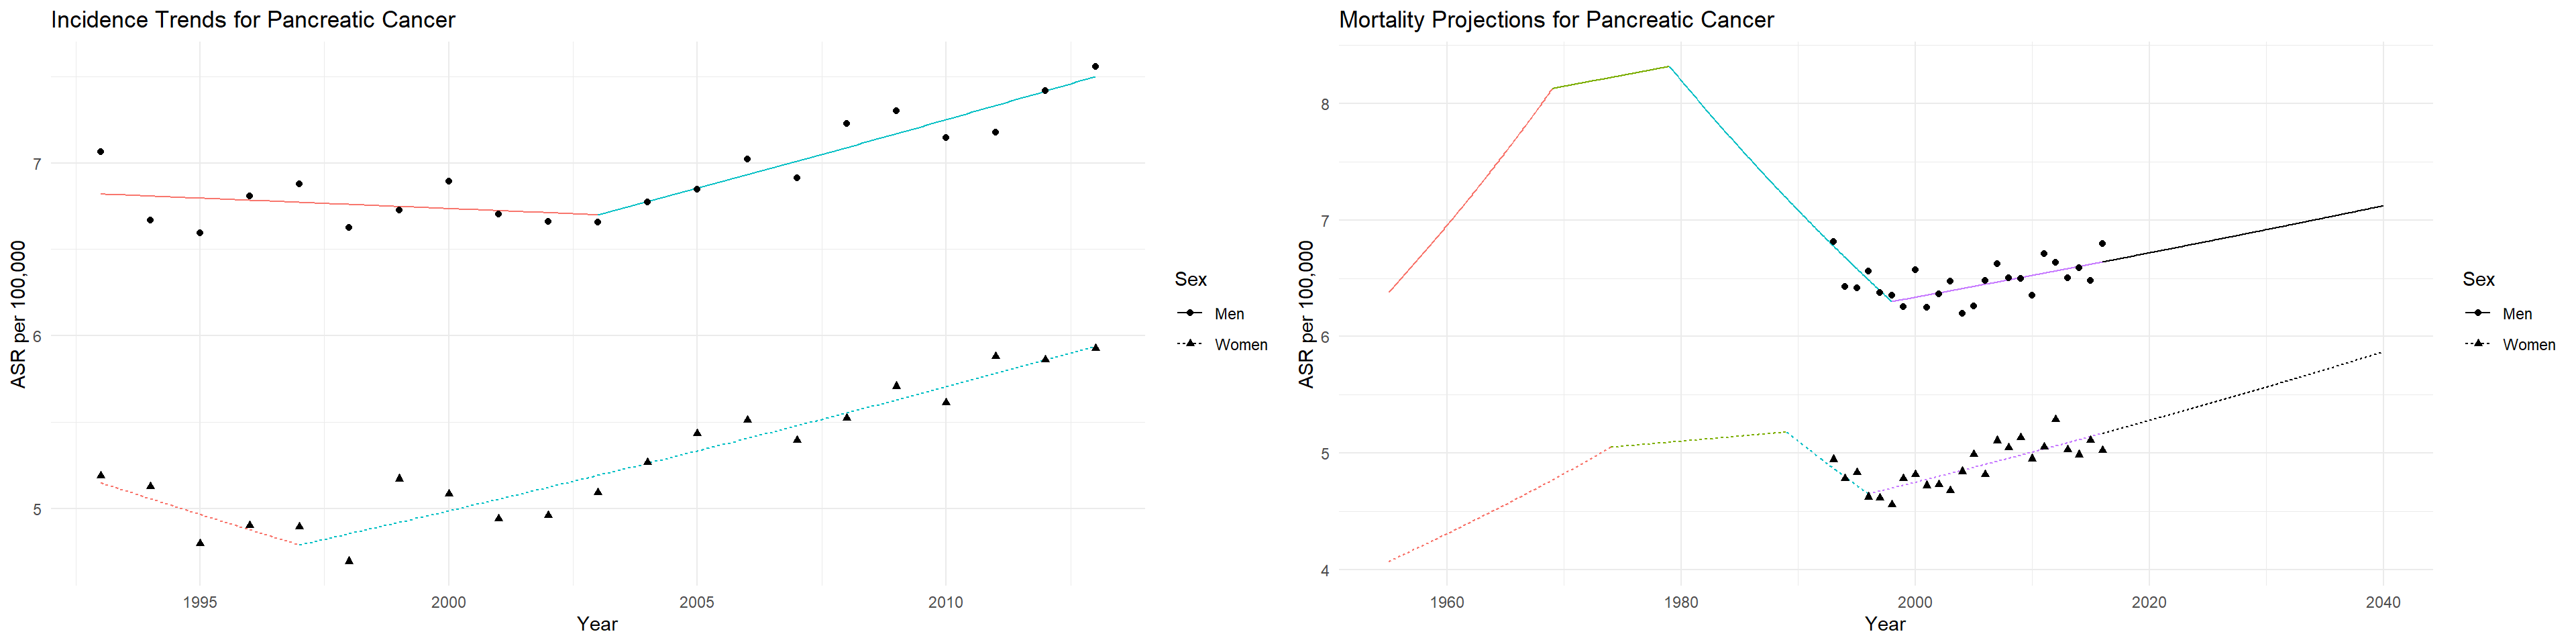 Incidence Trends for Pancreatic Cancer
ASR per 100,000
7
6
5
1995
2000
2005
2010
Year
Sex
Men
Women
Mortality Projections for Pancreatic Cancer
ASR per 100,000
8
7
6
5
4
1960
1980
2000
2020
2040
Year
Sex
Men
Women